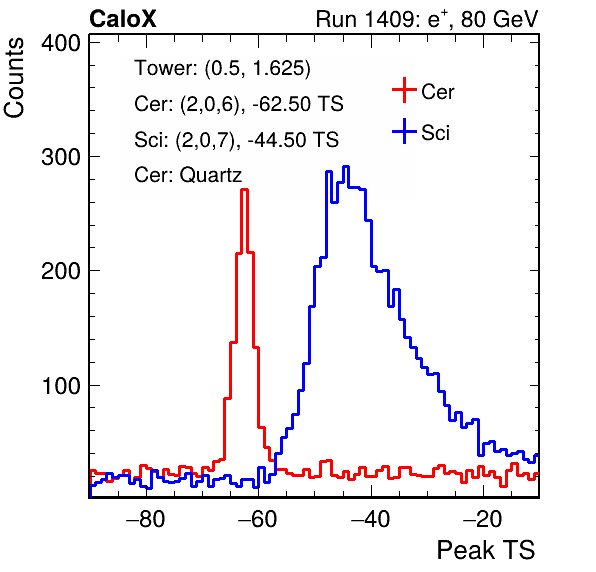 CaloX Run 1409: e⁺, 80 GeV
Counts
400
300
200
100
Tower: (0.5, 1.625)
Cer: (2,0,6), -62.50 TS
Sci: (2,0,7), -44.50 TS
Cer: Quartz
Cer
Sci
−80 −60 −40 −20
Peak TS